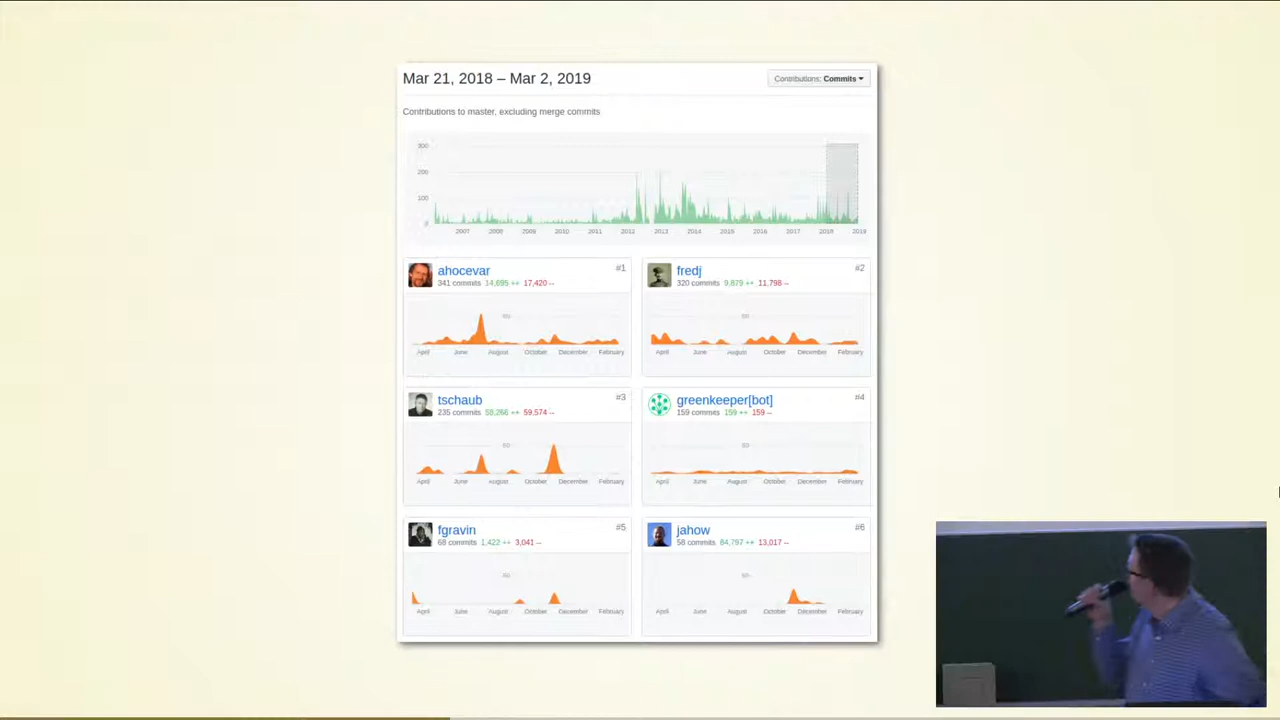 Mar 21, 2018 – Mar 2, 2019
Contributions: Commits
Contributions to master, excluding merge commits
300
200
100
0
2007 2008 2009 2010 2011 2012 2013 2014 2015 2016 2017 2018 2019
ahocevar #1
341 commits 14,695 ++ 17,420 --
April June August October December February
fredj #2
320 commits 9,879 ++ 11,798 --
April June August October December February
tschaub #3
235 commits 58,266 ++ 59,574 --
April June August October December February
greenkeeper[bot] #4
159 commits 159 ++ 159 --
April June August October December February
fgravin #5
68 commits 1,422 ++ 3,041 --
April June August October December February
jahow #6
58 commits 84,797 ++ 13,017 --
April June August October December February